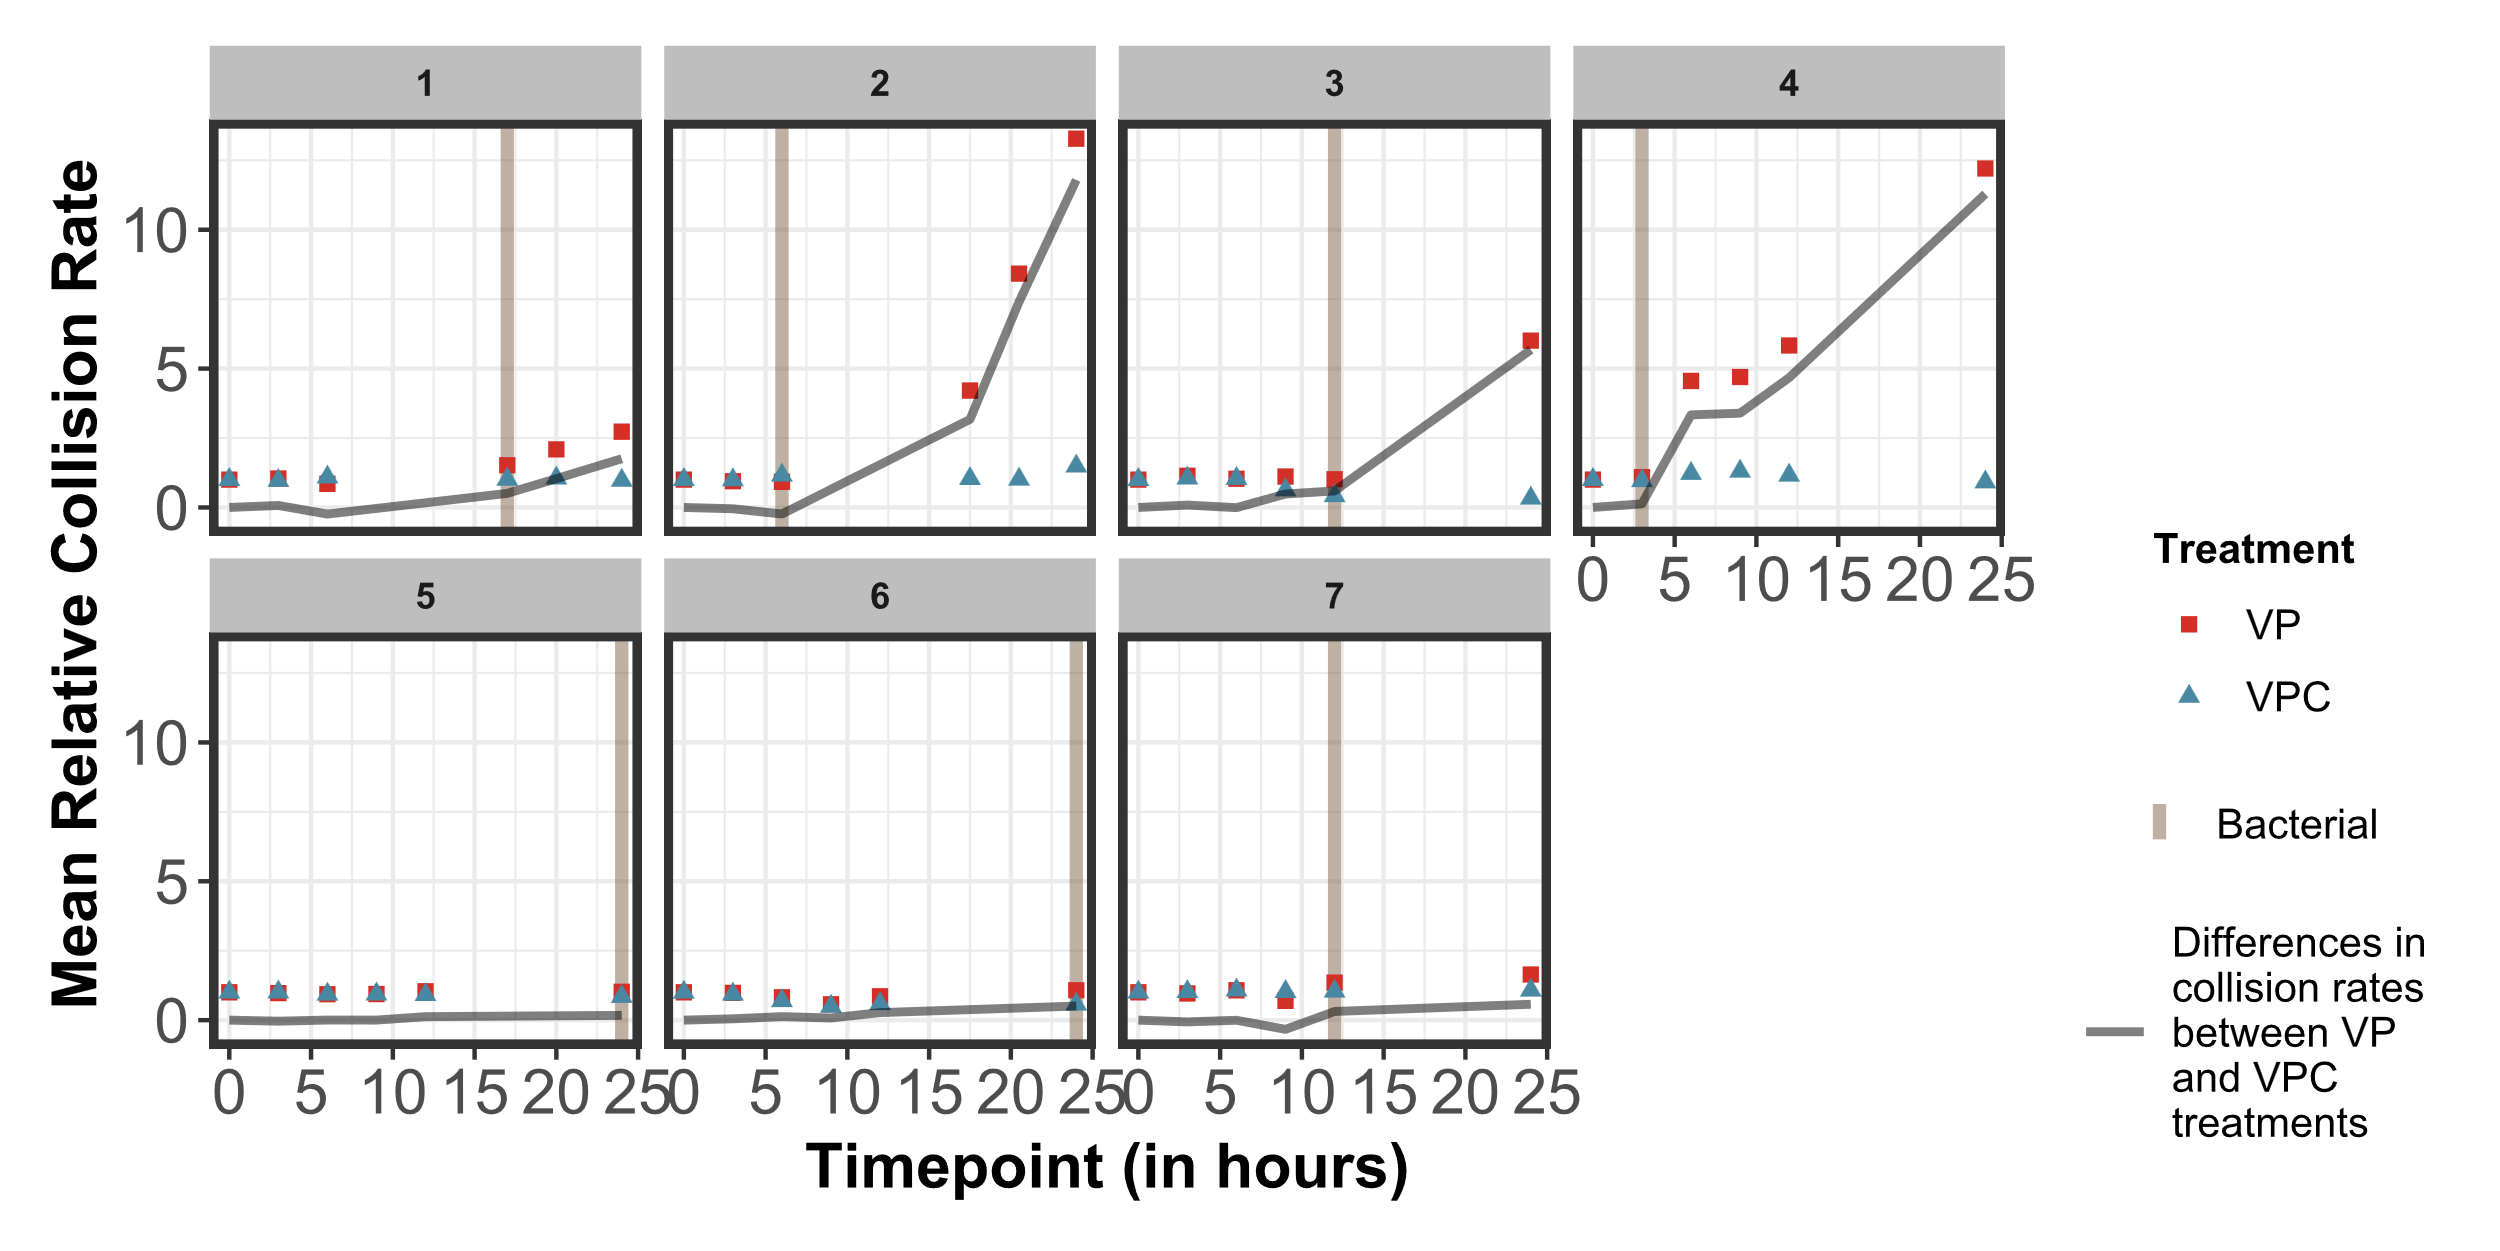 1 2 3 4
Mean Relative Collision Rate
10
5
0
0 5 10 15 20 25
5 6 7
10
5
0
0 5 10 15 20 25 0 5 10 15 20 25 0 5 10 15 20 25
Timepoint (in hours)
Treatment
VP
VPC
Bacterial
Differences in
collision rates
between VP
and VPC
treatments